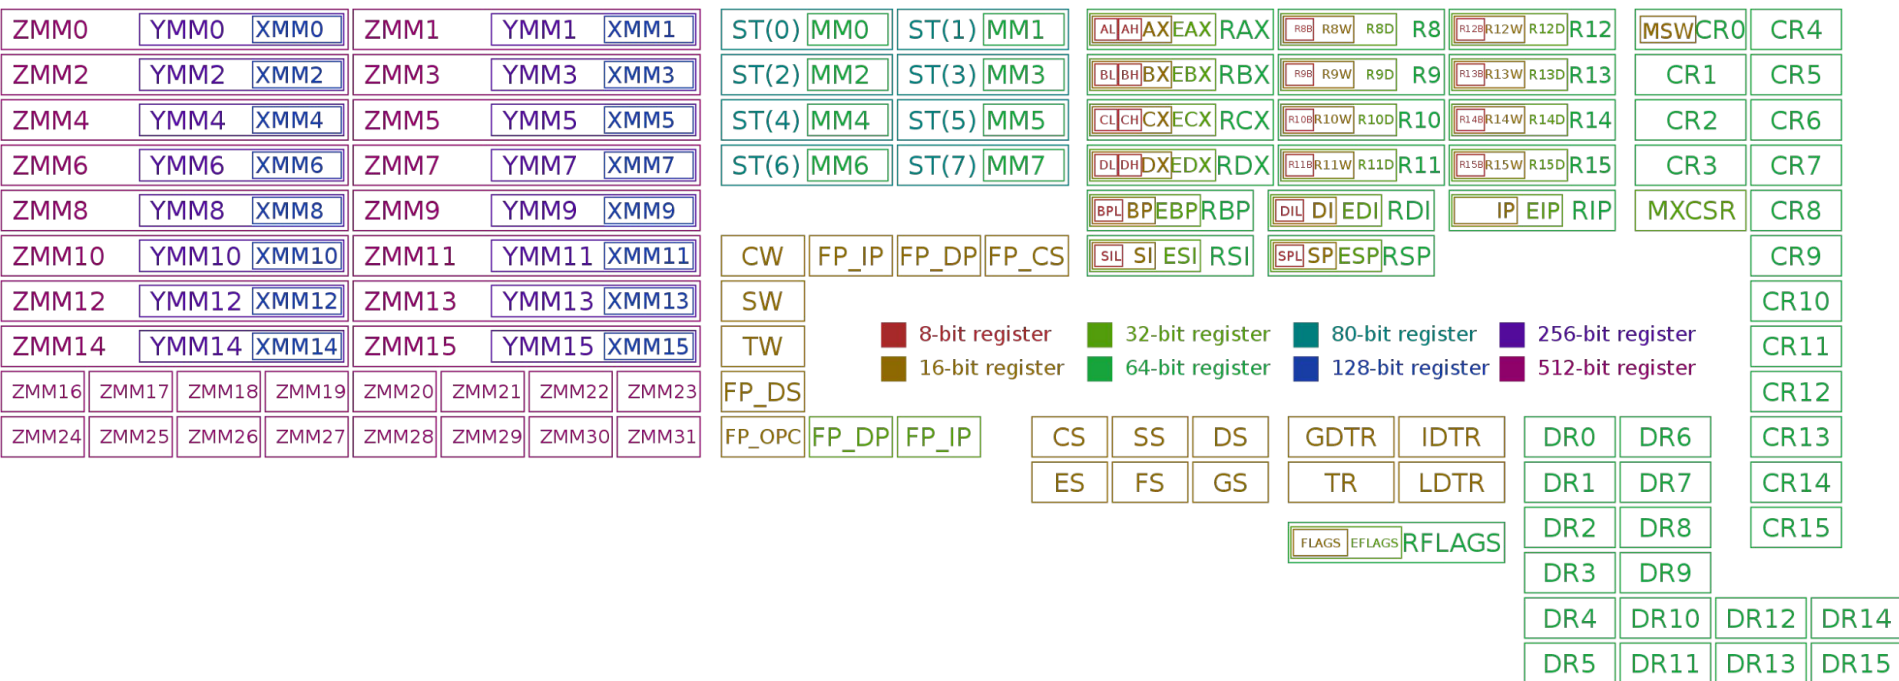 ZMM0 YMM0 XMM0 ZMM1 YMM1 XMM1 ST(0) MM0 ST(1) MM1 AL AH AX EAX RAX R8B R8W R8D R8 R12B R12W R12D R12 MSW CR0 CR4
ZMM2 YMM2 XMM2 ZMM3 YMM3 XMM3 ST(2) MM2 ST(3) MM3 BL BH BX EBX RBX R9B R9W R9D R9 R13B R13W R13D R13 CR1 CR5
ZMM4 YMM4 XMM4 ZMM5 YMM5 XMM5 ST(4) MM4 ST(5) MM5 CL CH CX ECX RCX R10B R10W R10D R10 R14B R14W R14D R14 CR2 CR6
ZMM6 YMM6 XMM6 ZMM7 YMM7 XMM7 ST(6) MM6 ST(7) MM7 DL DH DX EDX RDX R11B R11W R11D R11 R15B R15W R15D R15 CR3 CR7
ZMM8 YMM8 XMM8 ZMM9 YMM9 XMM9 BPL BP EBP RBP DIL DI EDI RDI IP EIP RIP MXCSR CR8
ZMM10 YMM10 XMM10 ZMM11 YMM11 XMM11 CW FP_IP FP_DP FP_CS SIL SI ESI RSI SPL SP ESP RSP CR9
ZMM12 YMM12 XMM12 ZMM13 YMM13 XMM13 SW CR10
8-bit register 32-bit register 80-bit register 256-bit register
ZMM14 YMM14 XMM14 ZMM15 YMM15 XMM15 TW CR11
16-bit register 64-bit register 128-bit register 512-bit register
ZMM16 ZMM17 ZMM18 ZMM19 ZMM20 ZMM21 ZMM22 ZMM23 FP_DS CR12
ZMM24 ZMM25 ZMM26 ZMM27 ZMM28 ZMM29 ZMM30 ZMM31 FP_OPC FP_DP FP_IP CS SS DS GDTR IDTR DR0 DR6 CR13
ES FS GS TR LDTR DR1 DR7 CR14
DR2 DR8 CR15
FLAGS EFLAGS RFLAGS
DR3 DR9
DR4 DR10 DR12 DR14
DR5 DR11 DR13 DR15